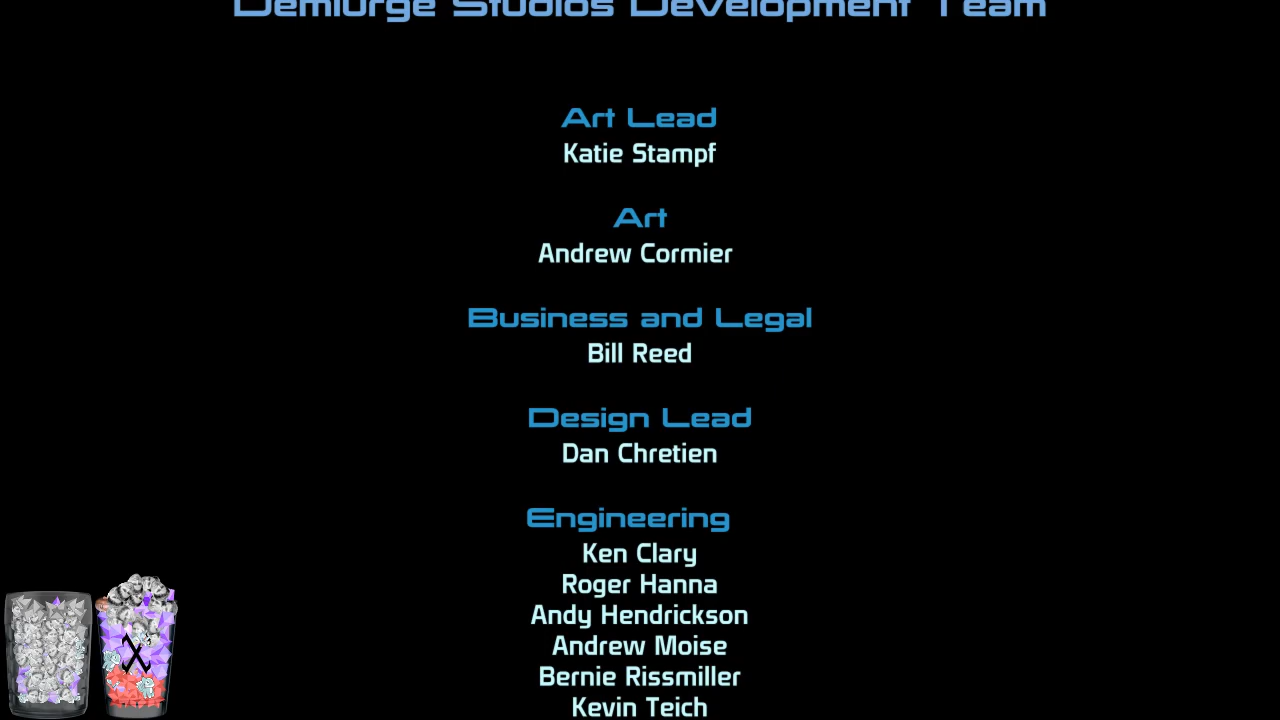 Demiurge Studios Development Team
Art Lead
Katie Stampf
Art
Andrew Cormier
Business and Legal
Bill Reed
Design Lead
Dan Chretien
Engineering
Ken Clary
Roger Hanna
Andy Hendrickson
Andrew Moise
Bernie Rissmiller
Kevin Teich